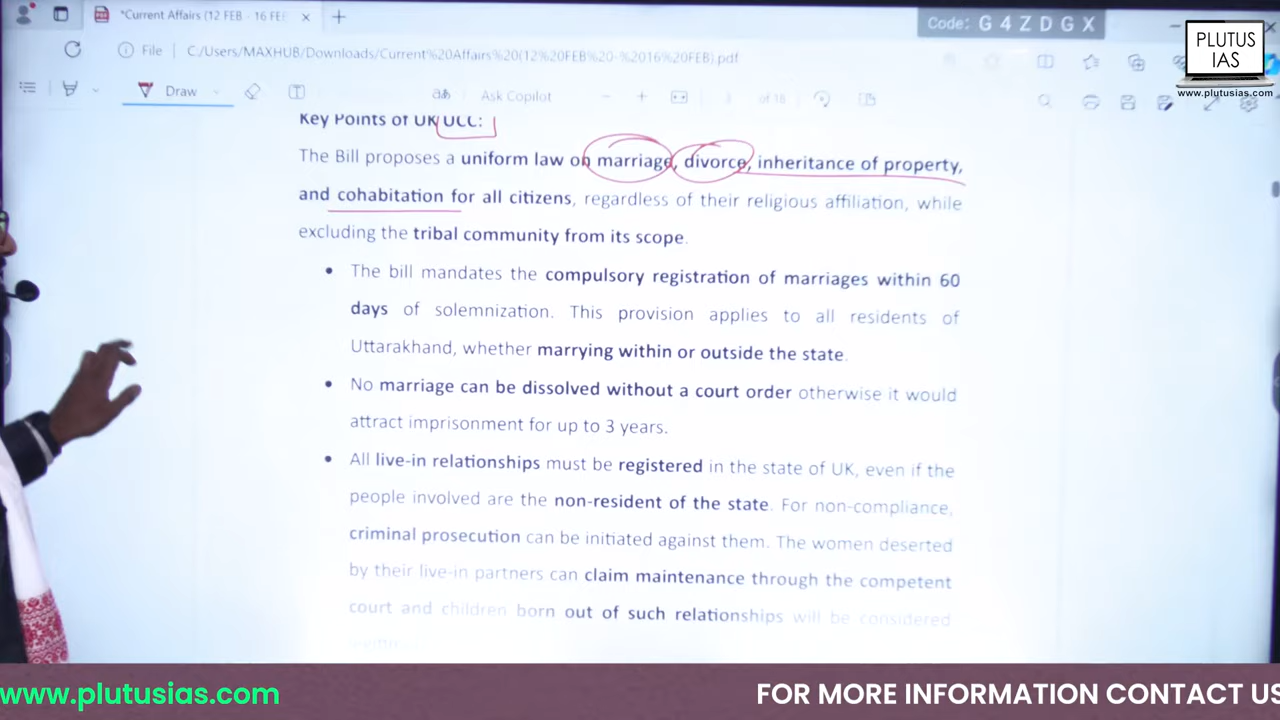 *Current Affairs (12 FEB - 16 FE
Code: G 4 Z D G X
File
C:/Users/MAXHUB/Downloads/Current%20Affairs%20(12%20FEB%20-%2016%20FEB).pdf
PLUTUS
IAS
www.plutusias.com
Draw
Ask Copilot
of 18
Key Points of UK UCC:
The Bill proposes a uniform law on marriage, divorce, inheritance of property,
and cohabitation for all citizens, regardless of their religious affiliation, while
excluding the tribal community from its scope.
• The bill mandates the compulsory registration of marriages within 60
days of solemnization. This provision applies to all residents of
Uttarakhand, whether marrying within or outside the state.
• No marriage can be dissolved without a court order otherwise it would
attract imprisonment for up to 3 years.
• All live-in relationships must be registered in the state of UK, even if the
people involved are the non-resident of the state. For non-compliance,
criminal prosecution can be initiated against them. The women deserted
by their live-in partners can claim maintenance through the competent
court and children born out of such relationships will be considered
www.plutusias.com
FOR MORE INFORMATION CONTACT US